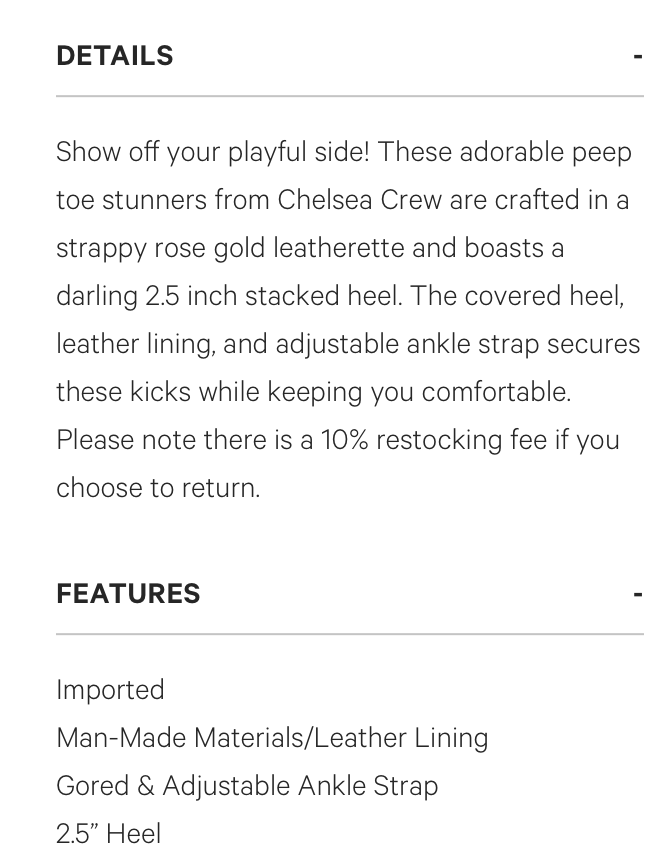 DETAILS -
Show off your playful side! These adorable peep
toe stunners from Chelsea Crew are crafted in a
strappy rose gold leatherette and boasts a
darling 2.5 inch stacked heel. The covered heel,
leather lining, and adjustable ankle strap secures
these kicks while keeping you comfortable.
Please note there is a 10% restocking fee if you
choose to return.
FEATURES -
Imported
Man-Made Materials/Leather Lining
Gored & Adjustable Ankle Strap
2.5” Heel